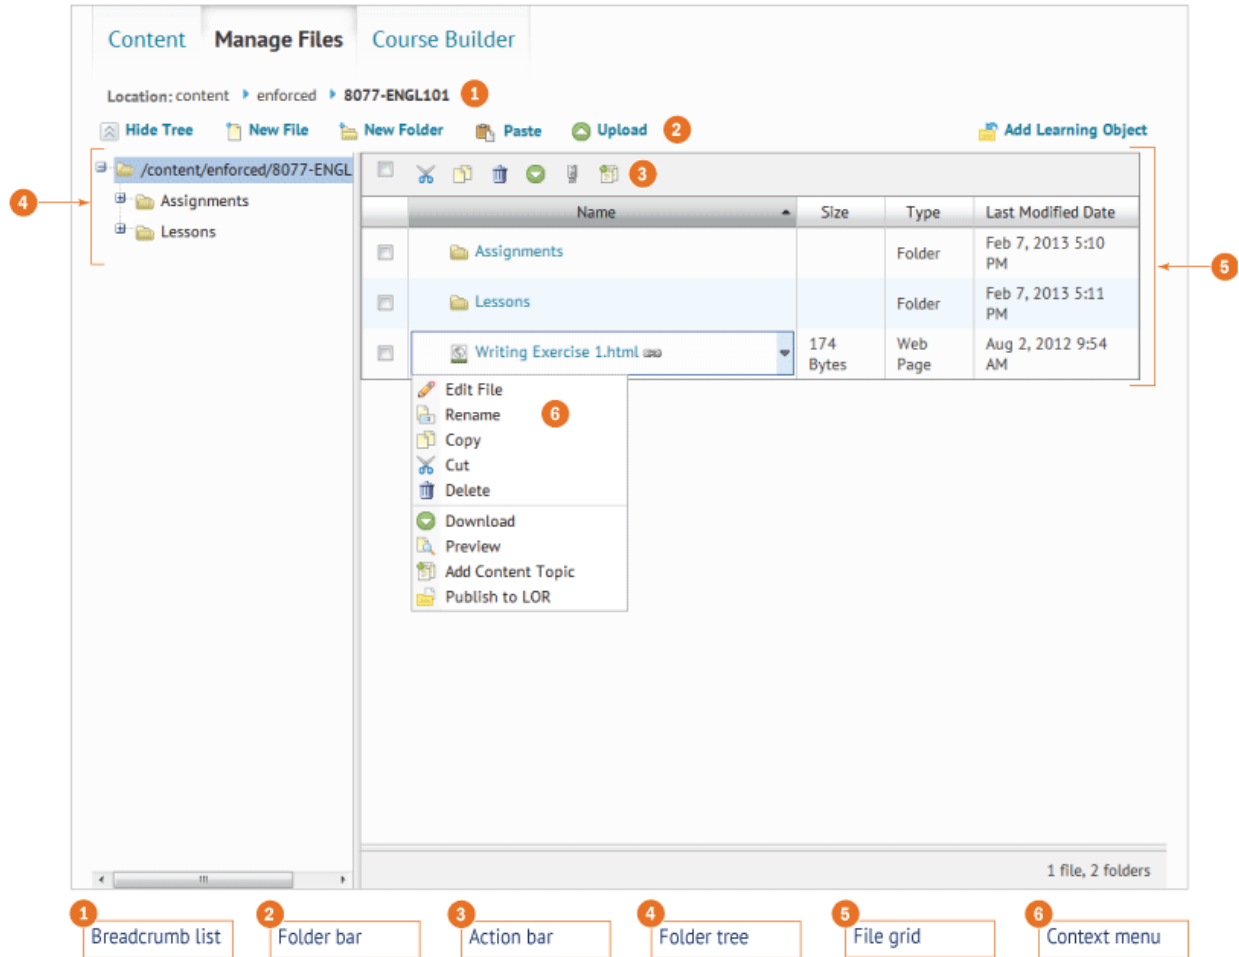 Content Manage Files Course Builder
Location: content enforced 8077-ENGL101 1
Hide Tree New File New Folder Paste Upload 2 Add Learning Object
/content/enforced/8077-ENGL 3
4 Assignments
Lessons
Name Size Type Last Modified Date
Assignments Folder Feb 7, 2013 5:10
PM
5
Lessons Folder Feb 7, 2013 5:11
PM
Writing Exercise 1.html 174 Web Aug 2, 2012 9:54
Bytes Page AM
Edit File
Rename 6
Copy
Cut
Delete
Download
Preview
Add Content Topic
Publish to LOR
1 file, 2 folders
1 2 3 4 5 6
Breadcrumb list Folder bar Action bar Folder tree File grid Context menu